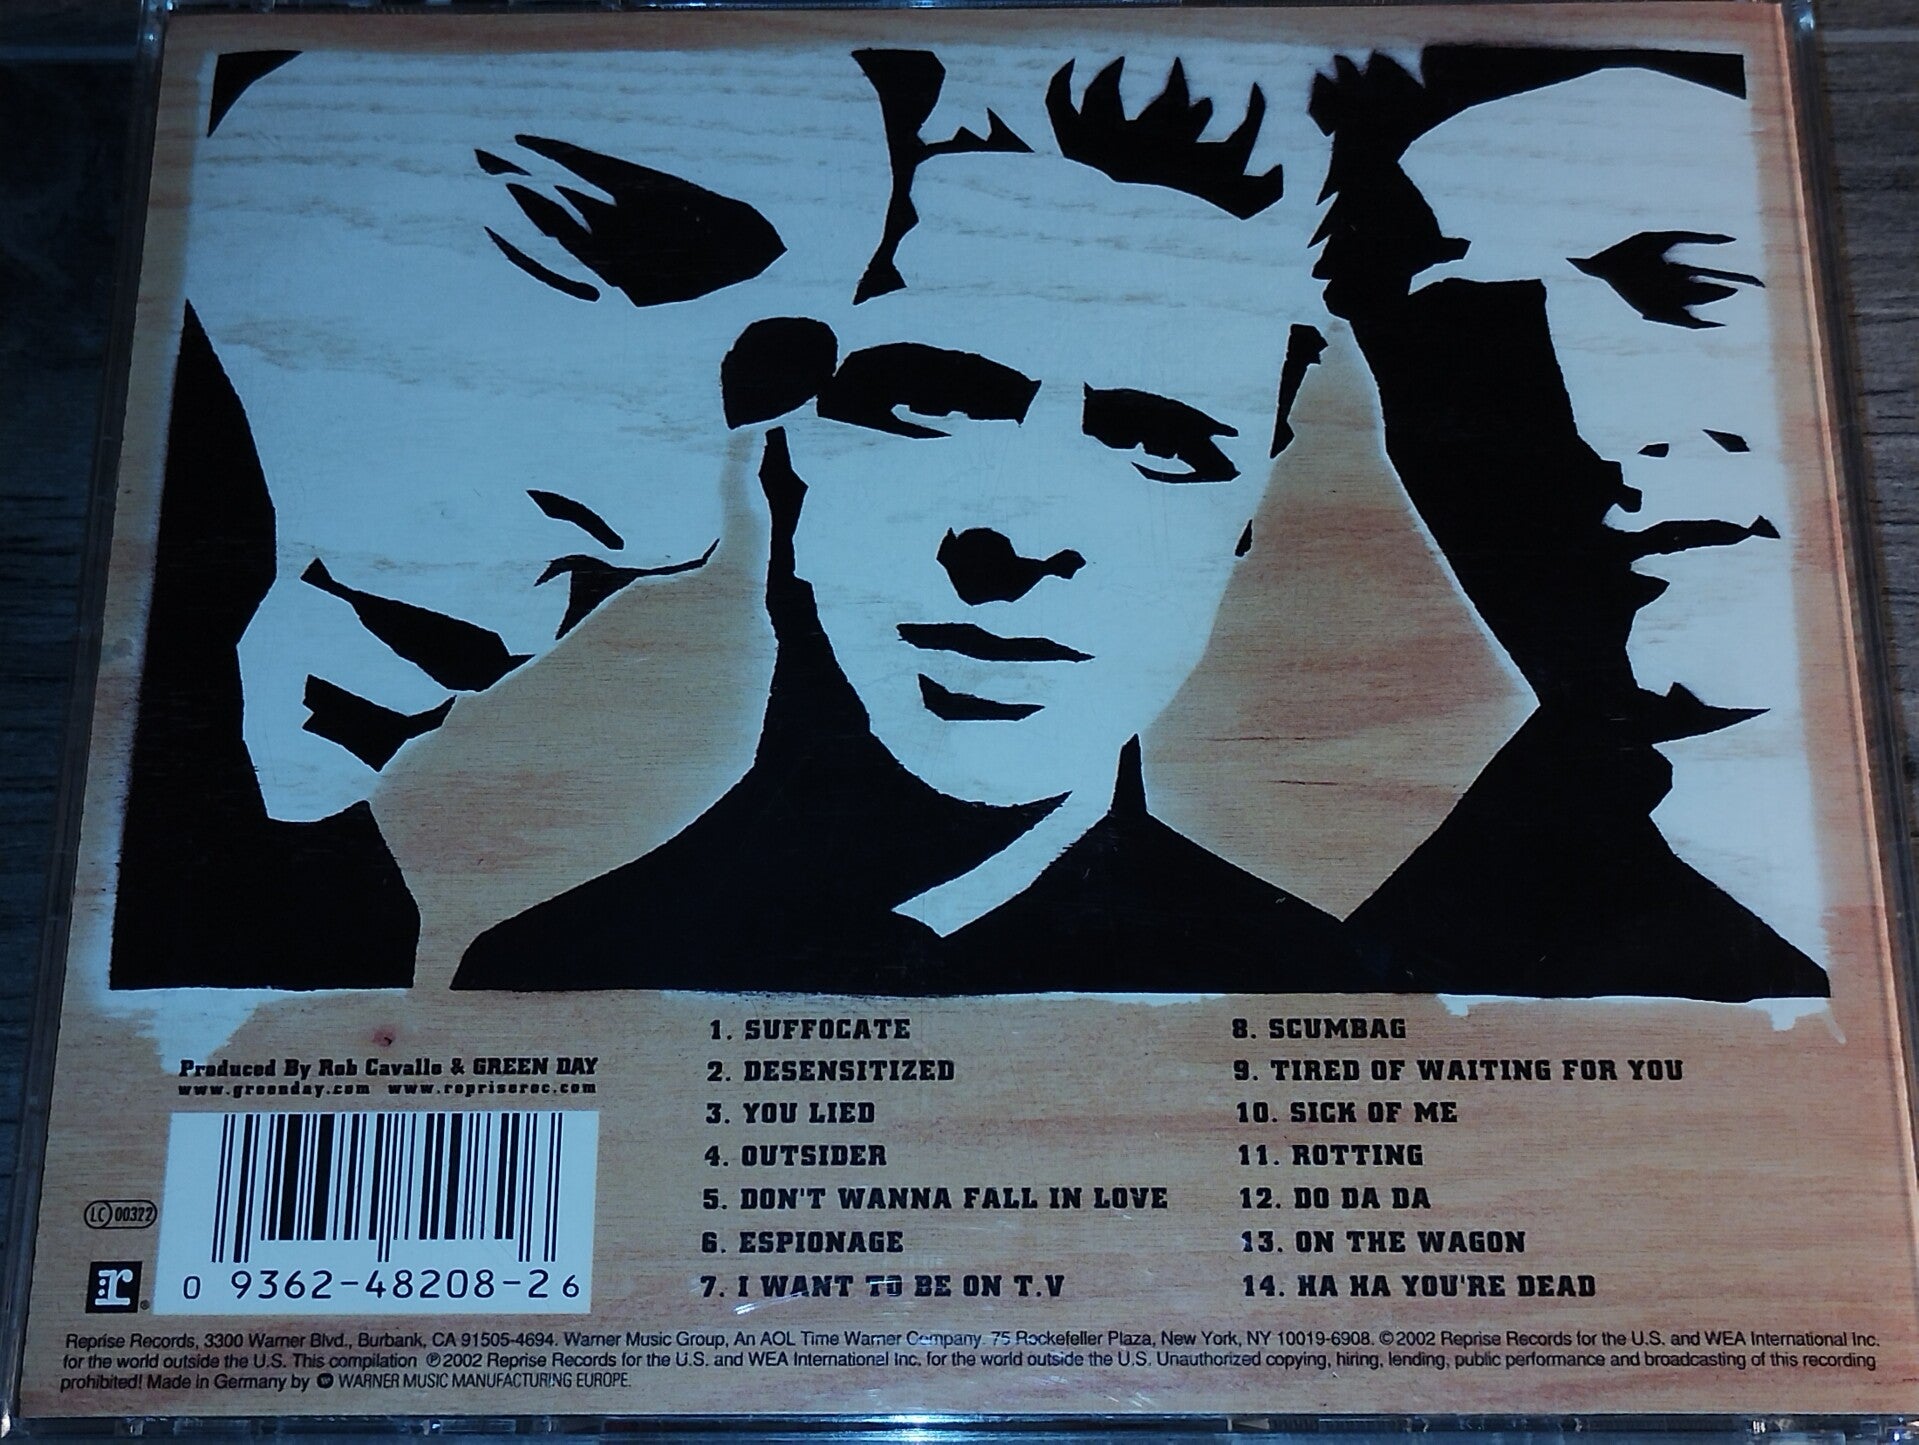 1. SUFFOCATE
2. DESENSITIZED
3. YOU LIED
4. OUTSIDER
5. DON'T WANNA FALL IN LOVE
6. ESPIONAGE
7. I WANT TO BE ON T.V
8. SCUMBAG
9. TIRED OF WAITING FOR YOU
10. SICK OF ME
11. ROTTING
12. DO DA DA
13. ON THE WAGON
14. HA HA YOU'RE DEAD
Produced By Rob Cavallo & GREEN DAY
www.greenday.com www.epriserec.com
LC 00322
r®
0 93624-8208-2 6
Reprise Records, 3300 Warner Blvd., Burbank, CA 91505-4694. Warner Music Group, An AOL Time Warner Company. 75 Rockefeller Plaza, New York, NY 10019-6908. ©2002 Reprise Records for the U.S. and WEA International Inc.
for the world outside the U.S. This compilation ℗2002 Reprise Records for the U.S. and WEA International Inc. for the world outside the U.S. Unauthorized copying, hiring, lending, public performance and broadcasting of this recording
prohibited! Made in Germany by WARNER MUSIC MANUFACTURING EUROPE.